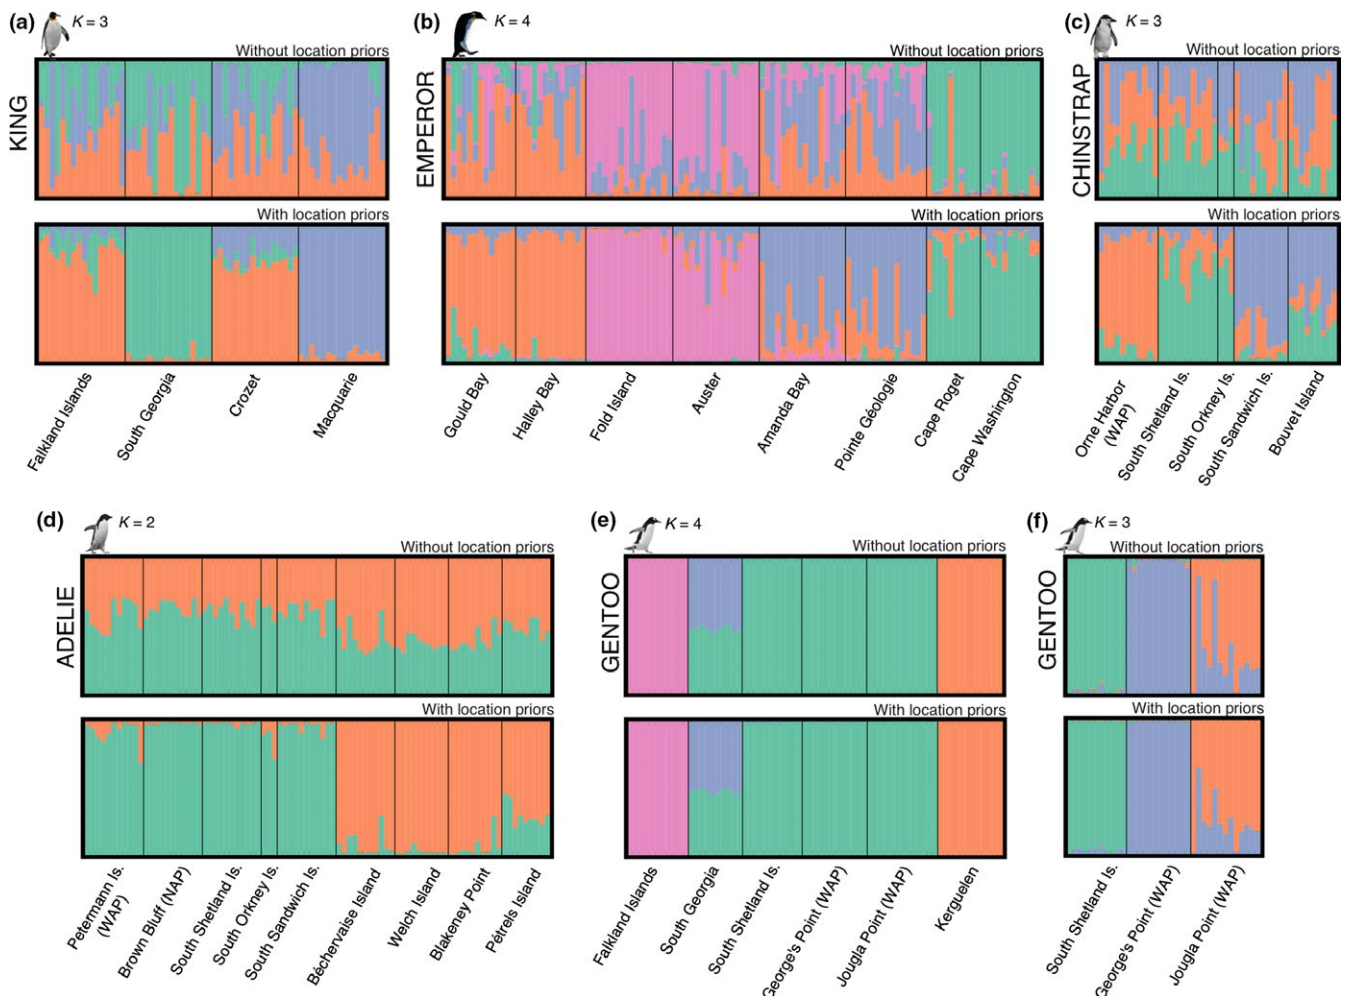 (a) K = 3
Without location priors
KING
With location priors
Falkland Islands
South Georgia
Crozet
Macquarie
(b) K = 4
Without location priors
EMPEROR
With location priors
Gould Bay
Halley Bay
Fold Island
Auster
Amanda Bay
Pointe Géologie
Cape Roget
Cape Washington
(c) K = 3
Without location priors
CHINSTRAP
With location priors
Orne Harbor
(WAP)
South Shetland Is.
South Orkney Is.
South Sandwich Is.
Bouvet Island
(d) K = 2
Without location priors
ADELIE
With location priors
Petermann Is.
(WAP)
Brown Bluff (NAP)
South Shetland Is.
South Orkney Is.
South Sandwich Is.
Béchervaise Island
Welch Island
Blakeney Point
Pétrels Island
(e) K = 4
Without location priors
GENTOO
With location priors
Falkland Islands
South Georgia
South Shetland Is.
George's Point (WAP)
Jougla Point (WAP)
Kerguelen
(f) K = 3
Without location priors
GENTOO
With location priors
South Shetland Is.
George's Point (WAP)
Jougla Point (WAP)